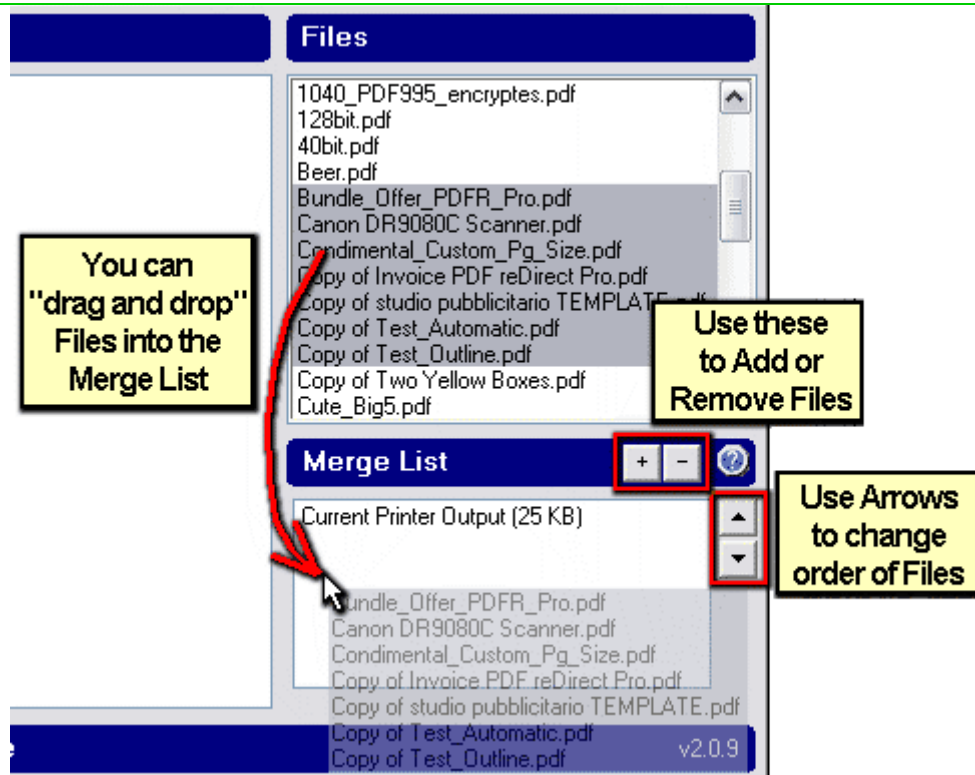 Files
1040_PDF995_encryptes.pdf
128bit.pdf
40bit.pdf
Beer.pdf
Bundle_Offer_PDFR_Pro.pdf
Canon DR9080C Scanner.pdf
Condimental_Custom_Pg_Size.pdf
Copy of Invoice PDF reDirect Pro.pdf
Copy of studio pubblicitario TEMPLATE.pdf
Copy of Test_Automatic.pdf
Copy of Test_Outline.pdf
Copy of Two Yellow Boxes.pdf
Cute_Big5.pdf
You can
"drag and drop"
Files into the
Merge List
Use these
to Add or
Remove Files
Merge List
+ - ?
Current Printer Output (25 KB)
Use Arrows
to change
order of Files
Bundle_Offer_PDFR_Pro.pdf
Canon DR9080C Scanner.pdf
Condimental_Custom_Pg_Size.pdf
Copy of Invoice PDF reDirect Pro.pdf
Copy of studio pubblicitario TEMPLATE.pdf
Copy of Test_Automatic.pdf
Copy of Test_Outline.pdf
v2.0.9